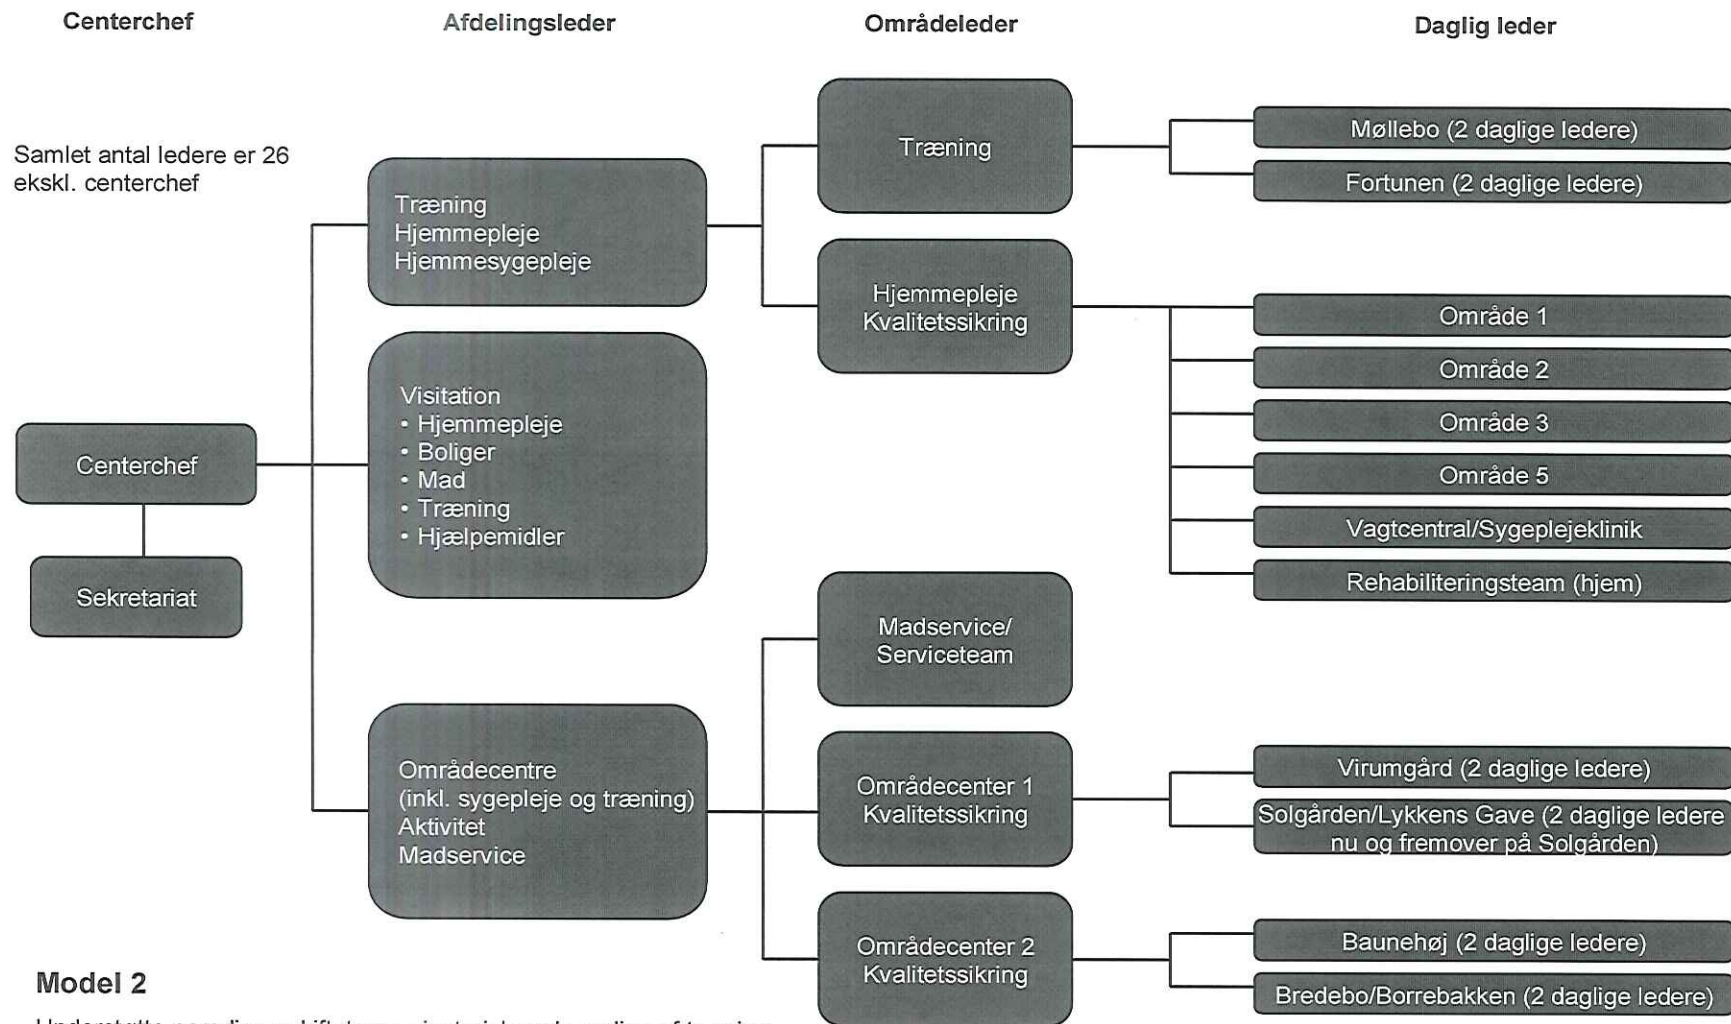 Centerchef
Afdelingsleder
Områdeleder
Daglig leder
Samlet antal ledere er 26
ekskl. centerchef
Centerchef
Sekretariat
Træning
Hjemmepleje
Hjemmesygepleje
Visitation
• Hjemmepleje
• Boliger
• Mad
• Træning
• Hjælpemidler
Områdecentre
(inkl. sygepleje og træning)
Aktivitet
Madservice
Træning
Hjemmepleje
Kvalitetssikring
Madservice/
Serviceteam
Områdecenter 1
Kvalitetssikring
Områdecenter 2
Kvalitetssikring
Møllebo (2 daglige ledere)
Fortunen (2 daglige ledere)
Område 1
Område 2
Område 3
Område 5
Vagtcentral/Sygeplejeklinik
Rehabiliteringsteam (hjem)
Virumgård (2 daglige ledere)
Solgården/Lykkens Gave (2 daglige ledere
nu og fremover på Solgården)
Baunehøj (2 daglige ledere)
Bredebo/Borrebakken (2 daglige ledere)
Model 2